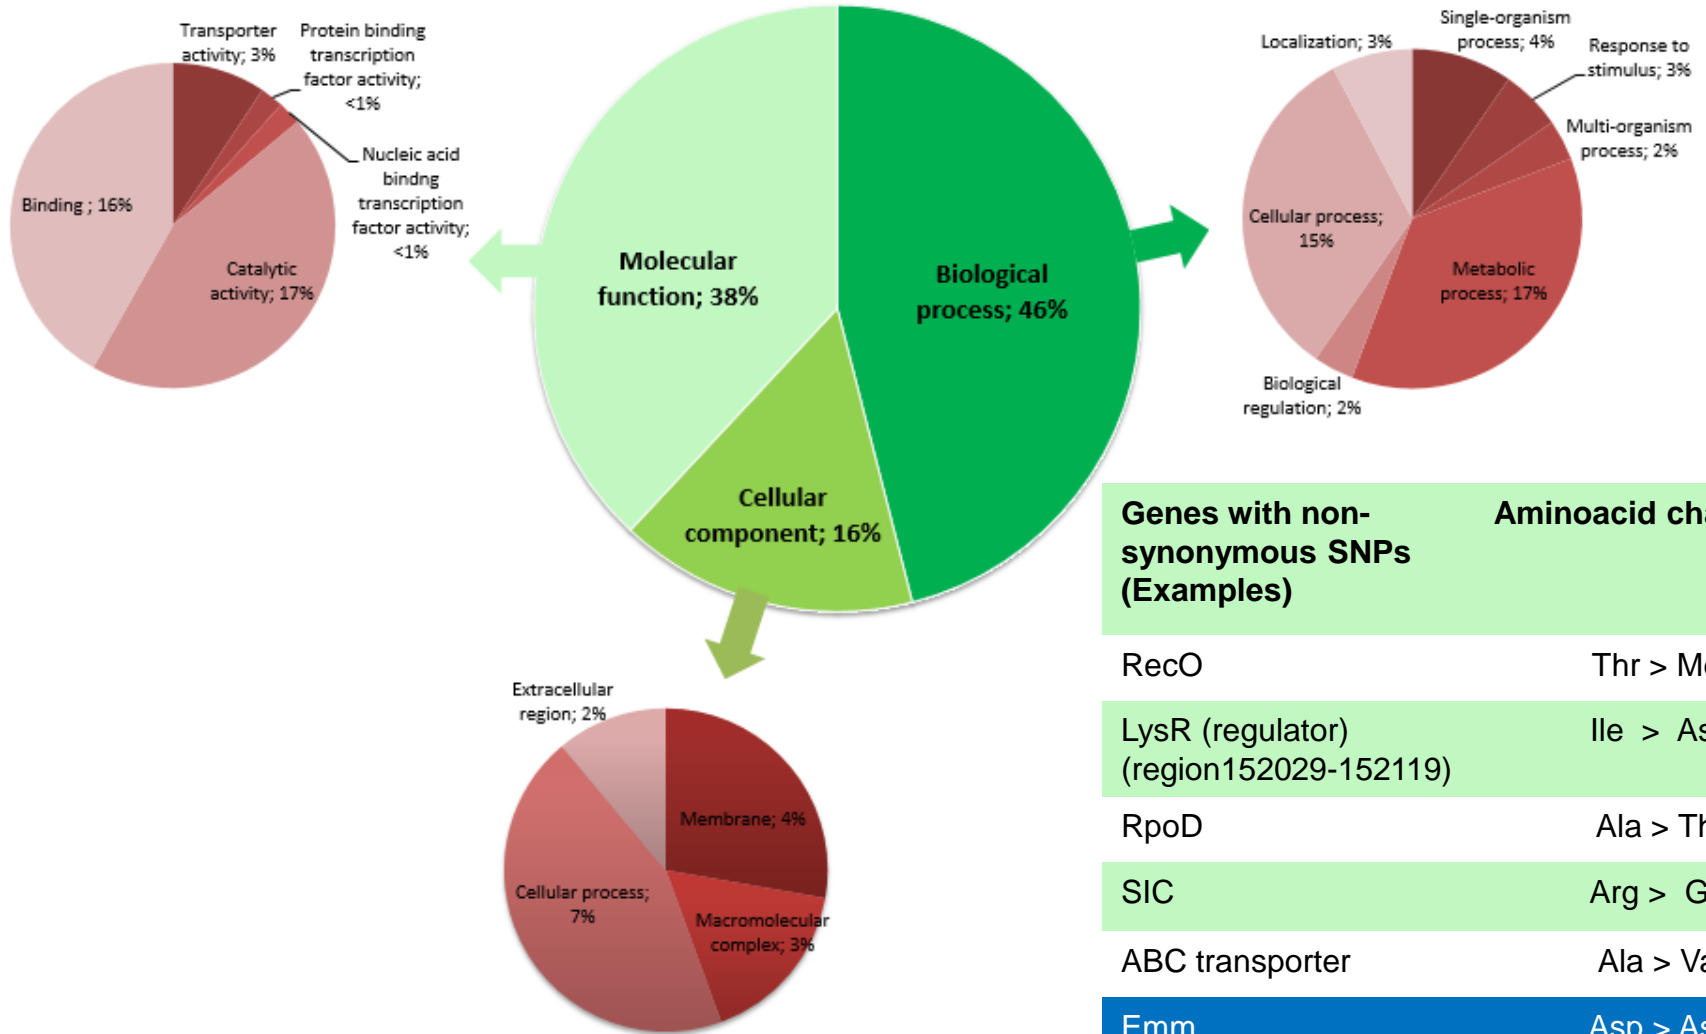 Transporter
activity; 3%
Protein binding
transcription
factor activity;
<1%
Nucleic acid
bindng
transcription
factor activity;
<1%
Binding ; 16%
Catalytic
activity; 17%
Molecular
function; 38%
Biological
process; 46%
Cellular
component; 16%
Single-organism
process; 4%
Localization; 3%
Response to
stimulus; 3%
Multi-organism
process; 2%
Cellular process;
15%
Metabolic
process; 17%
Biological
regulation; 2%
Extracellular
region; 2%
Membrane; 4%
Cellular process;
7%
Macromolecular
complex; 3%
Genes with non-
synonymous SNPs
(Examples)
Aminoacid
RecO
Thr >
LysR (regulator)
(region152029-152119)
Ile >
RpoD
Ala >
SIC
Arg >
ABC transporter
Ala >
Emm
Asp >